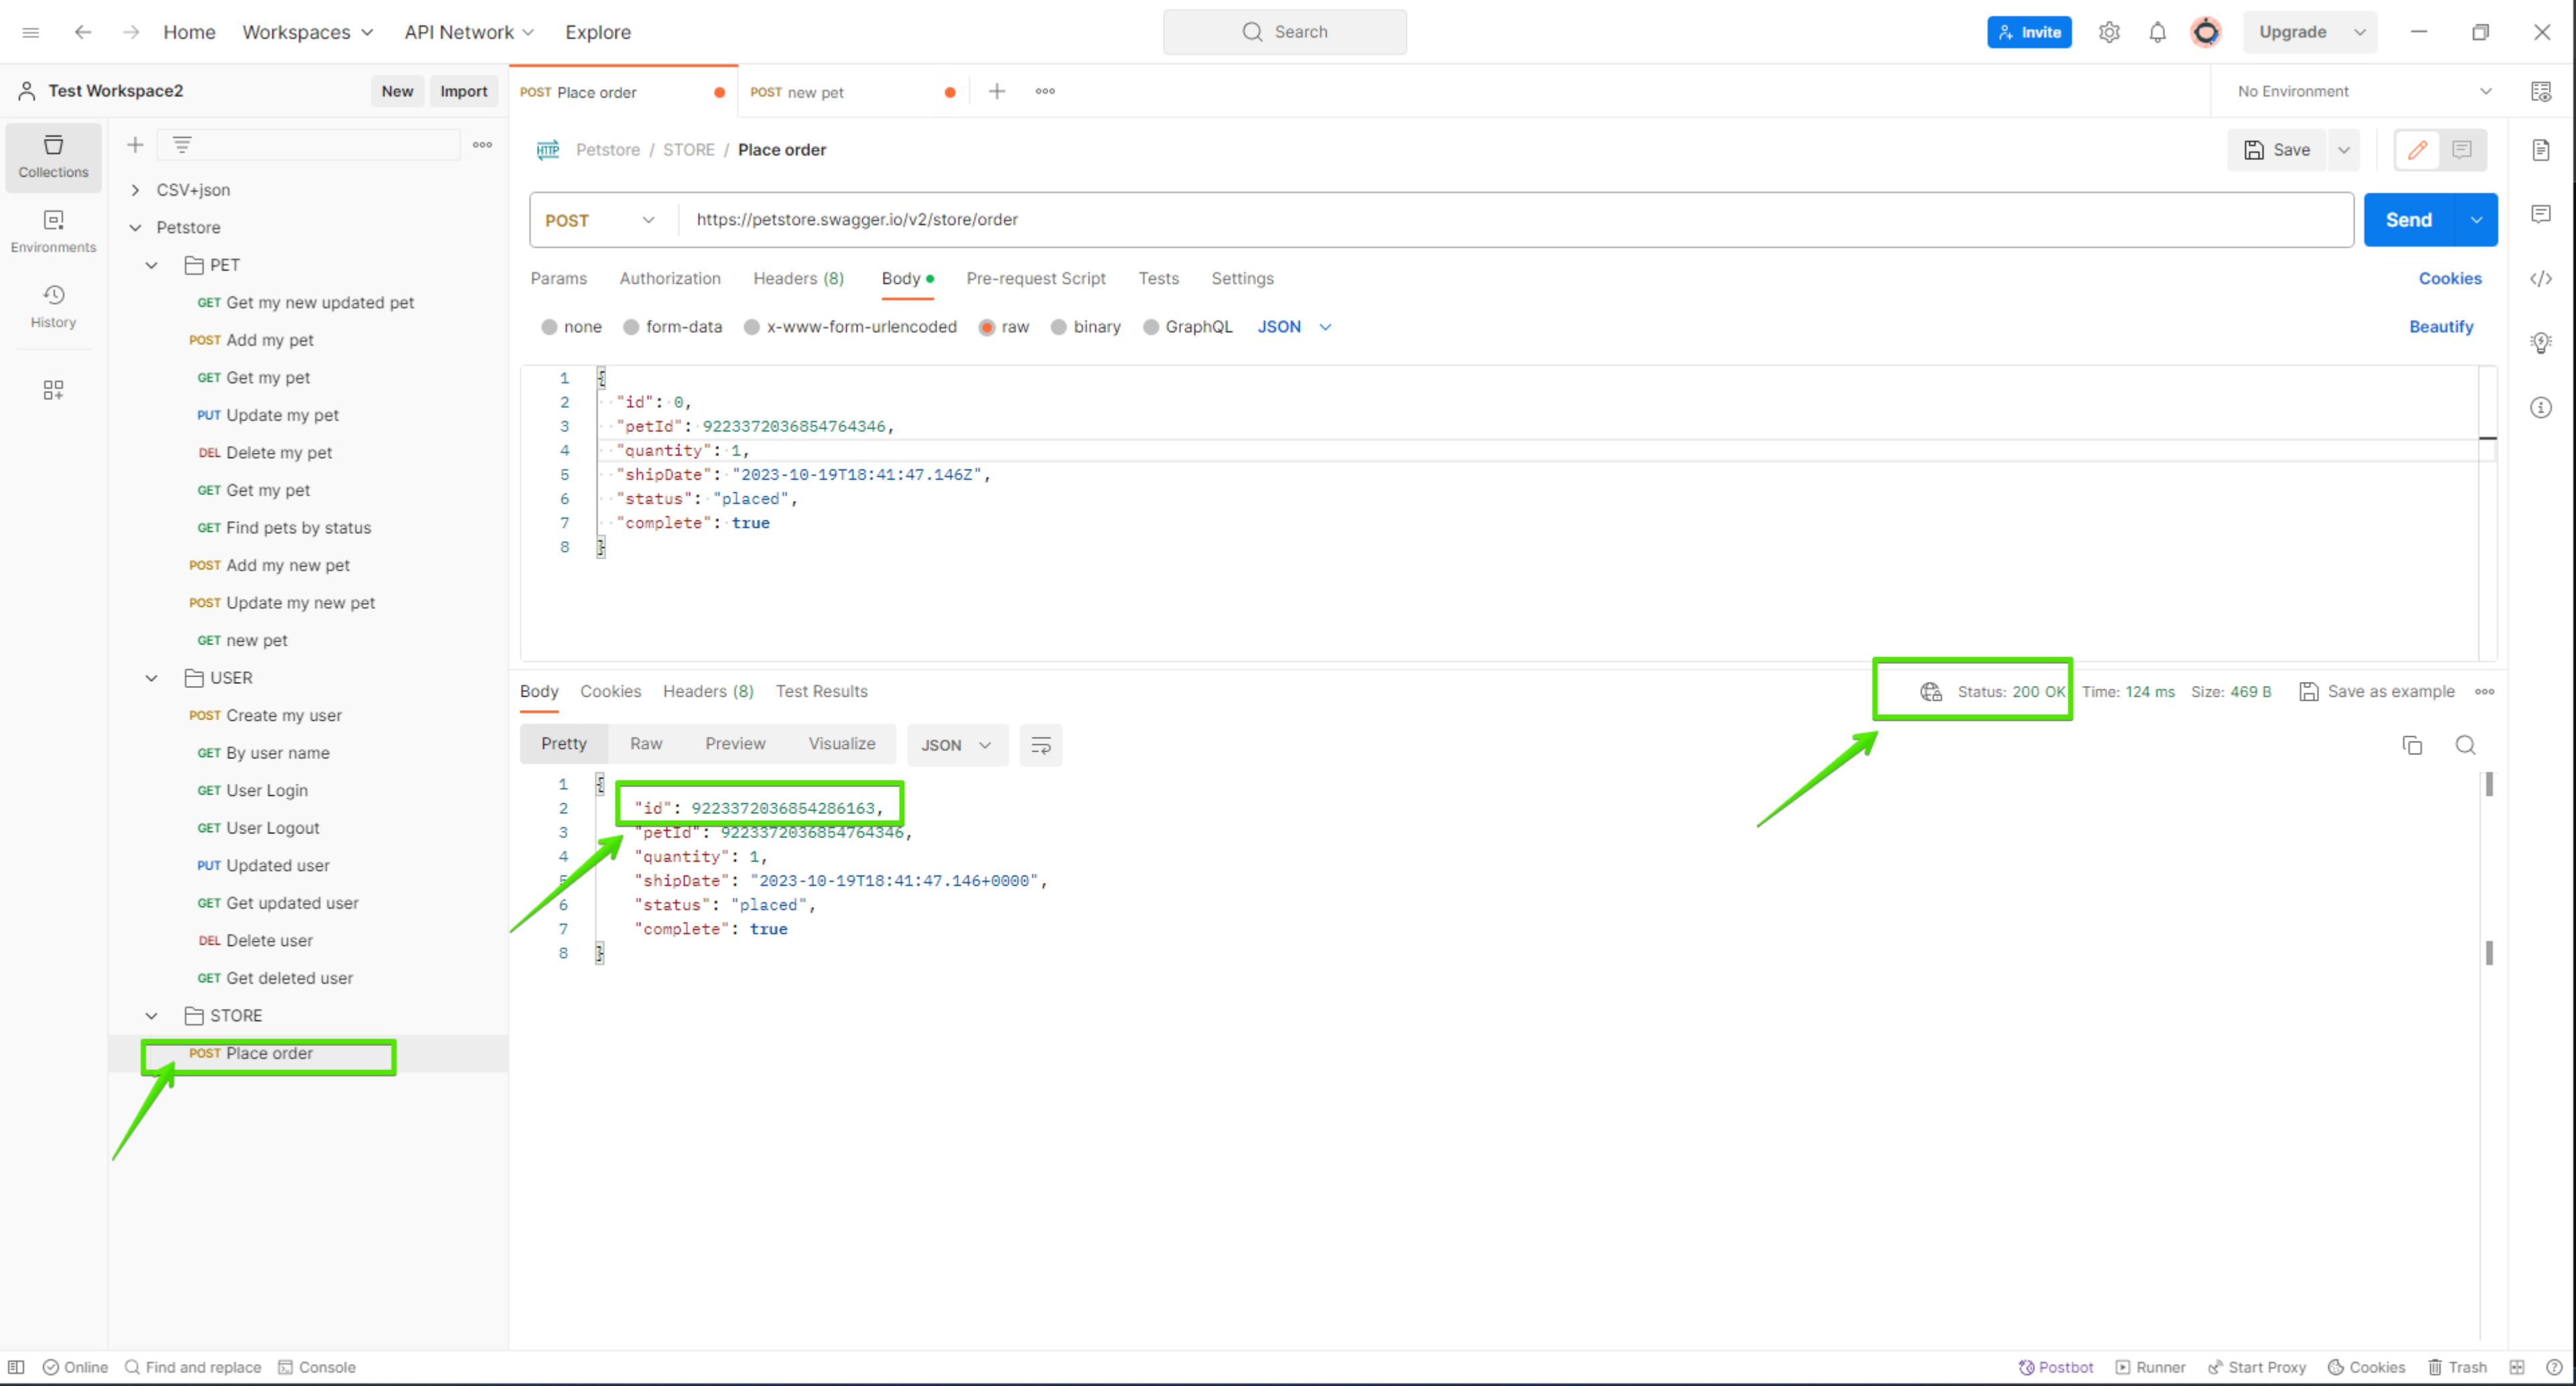 Home Workspaces API Network Explore Search Invite Upgrade
Test Workspace2 New Import POST Place order POST new pet No Environment
Collections
Environments
History
CSV+json
Petstore
PET
GET Get my new updated pet
POST Add my pet
GET Get my pet
PUT Update my pet
DEL Delete my pet
GET Get my pet
GET Find pets by status
POST Add my new pet
POST Update my new pet
GET new pet
USER
POST Create my user
GET By user name
GET User Login
GET User Logout
PUT Updated user
GET Get updated user
DEL Delete user
GET Get deleted user
STORE
POST Place order
HTTP Petstore / STORE / Place order Save
POST https://petstore.swagger.io/v2/store/order Send
Params Authorization Headers (8) Body Pre-request Script Tests Settings Cookies
none form-data x-www-form-urlencoded raw binary GraphQL JSON Beautify
1 {
2 "id": 0,
3 "petId": 9223372036854764346,
4 "quantity": 1,
5 "shipDate": "2023-10-19T18:41:47.146Z",
6 "status": "placed",
7 "complete": true
8 }
Body Cookies Headers (8) Test Results Status: 200 OK Time: 124 ms Size: 469 B Save as example
Pretty Raw Preview Visualize JSON
1 {
2 "id": 9223372036854286163,
3 "petId": 9223372036854764346,
4 "quantity": 1,
5 "shipDate": "2023-10-19T18:41:47.146+0000",
6 "status": "placed",
7 "complete": true
8 }
Online Find and replace Console Postbot Runner Start Proxy Cookies Trash